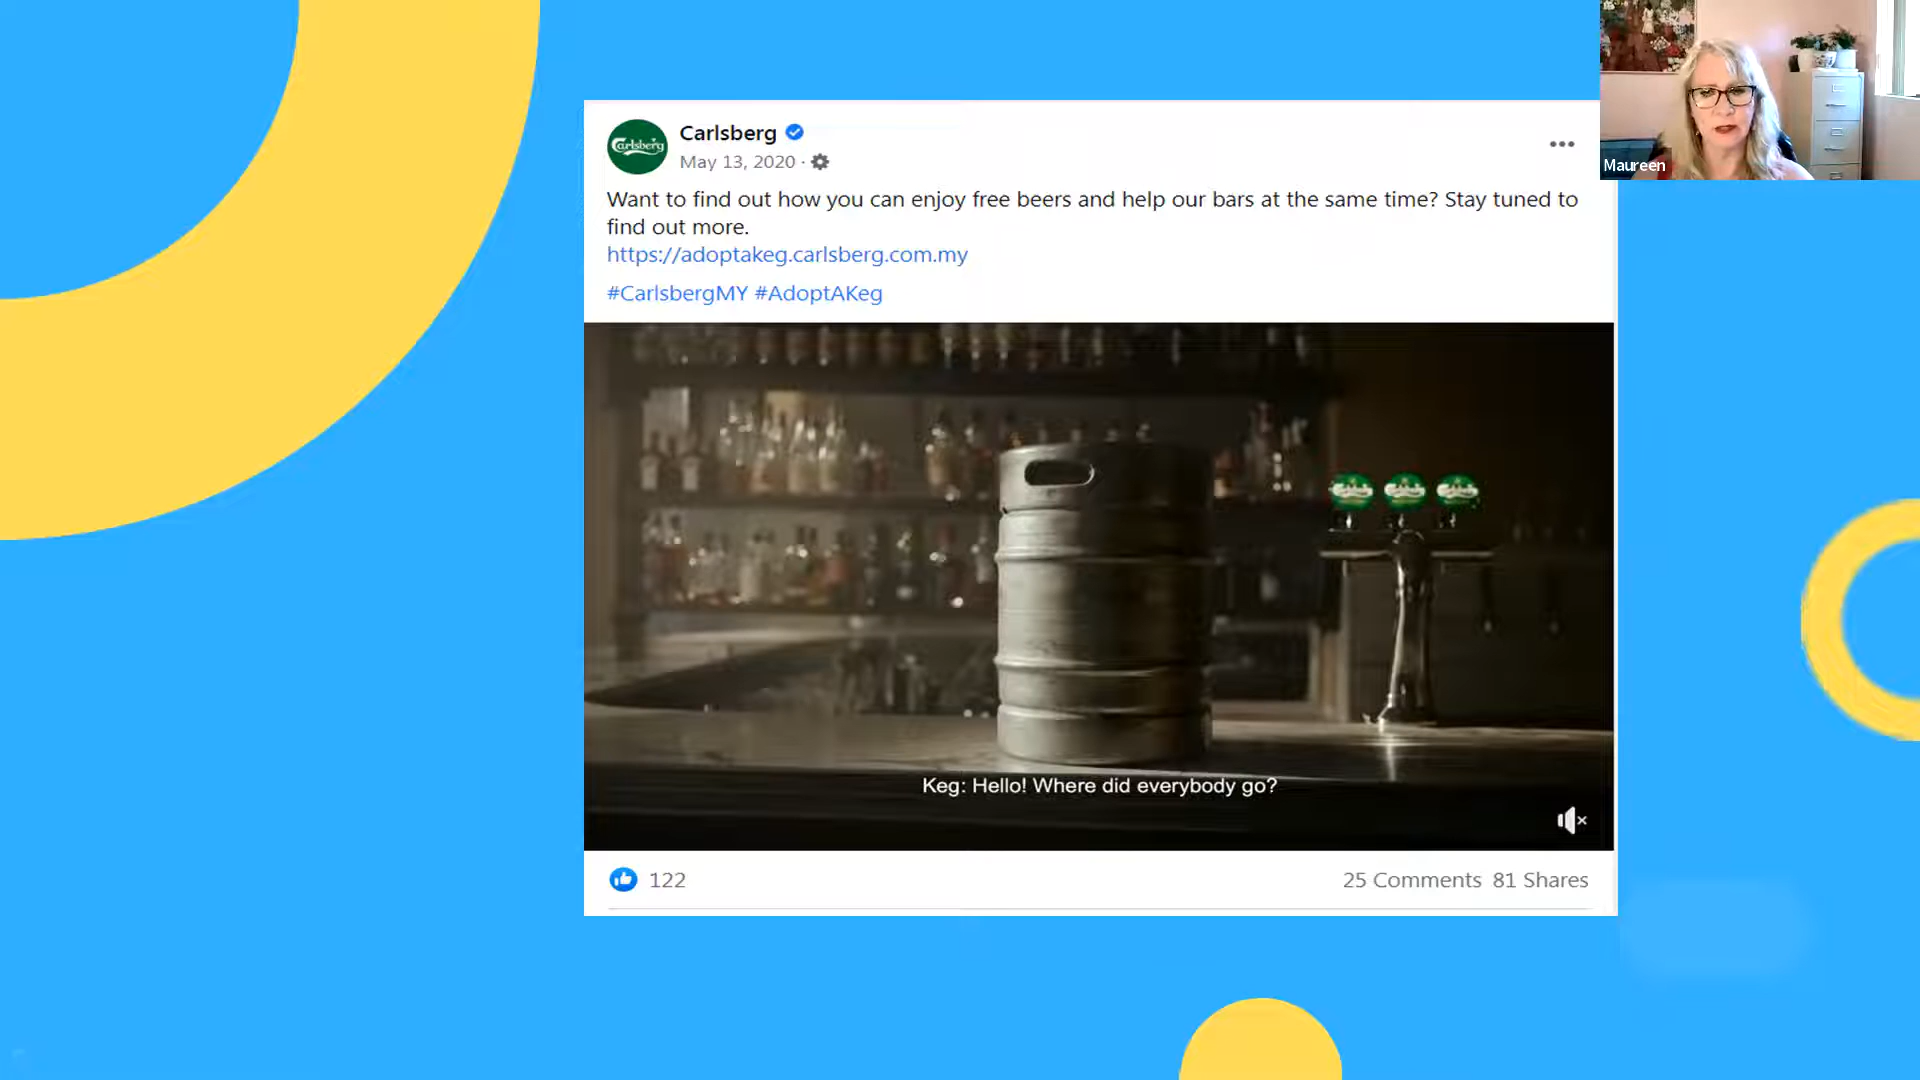 Carlsberg
Carlsberg
May 13, 2020 ·
Want to find out how you can enjoy free beers and help our bars at the same time? Stay tuned to
find out more.
https://adoptakeg.carlsberg.com.my
#CarlsbergMY #AdoptAKeg
Keg: Hello! Where did everybody go?
122
25 Comments 81 Shares
Maureen